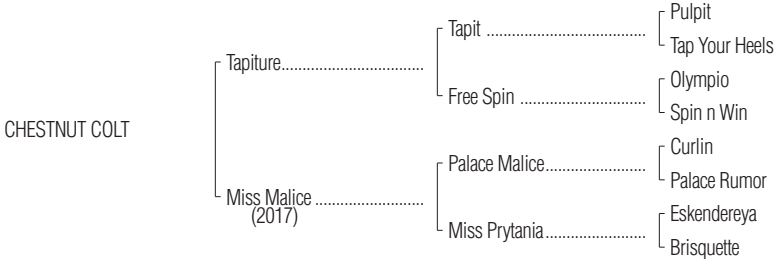 Pulpit
Tapit ................................
Tap Your Heels
Tapiture............................
Olympio
Free Spin .........................
Spin n Win
CHESTNUT COLT
Curlin
Palace Malice....................
Palace Rumor
Miss Malice .....................
(2017)
Eskendereya
Miss Prytania....................
Brisquette